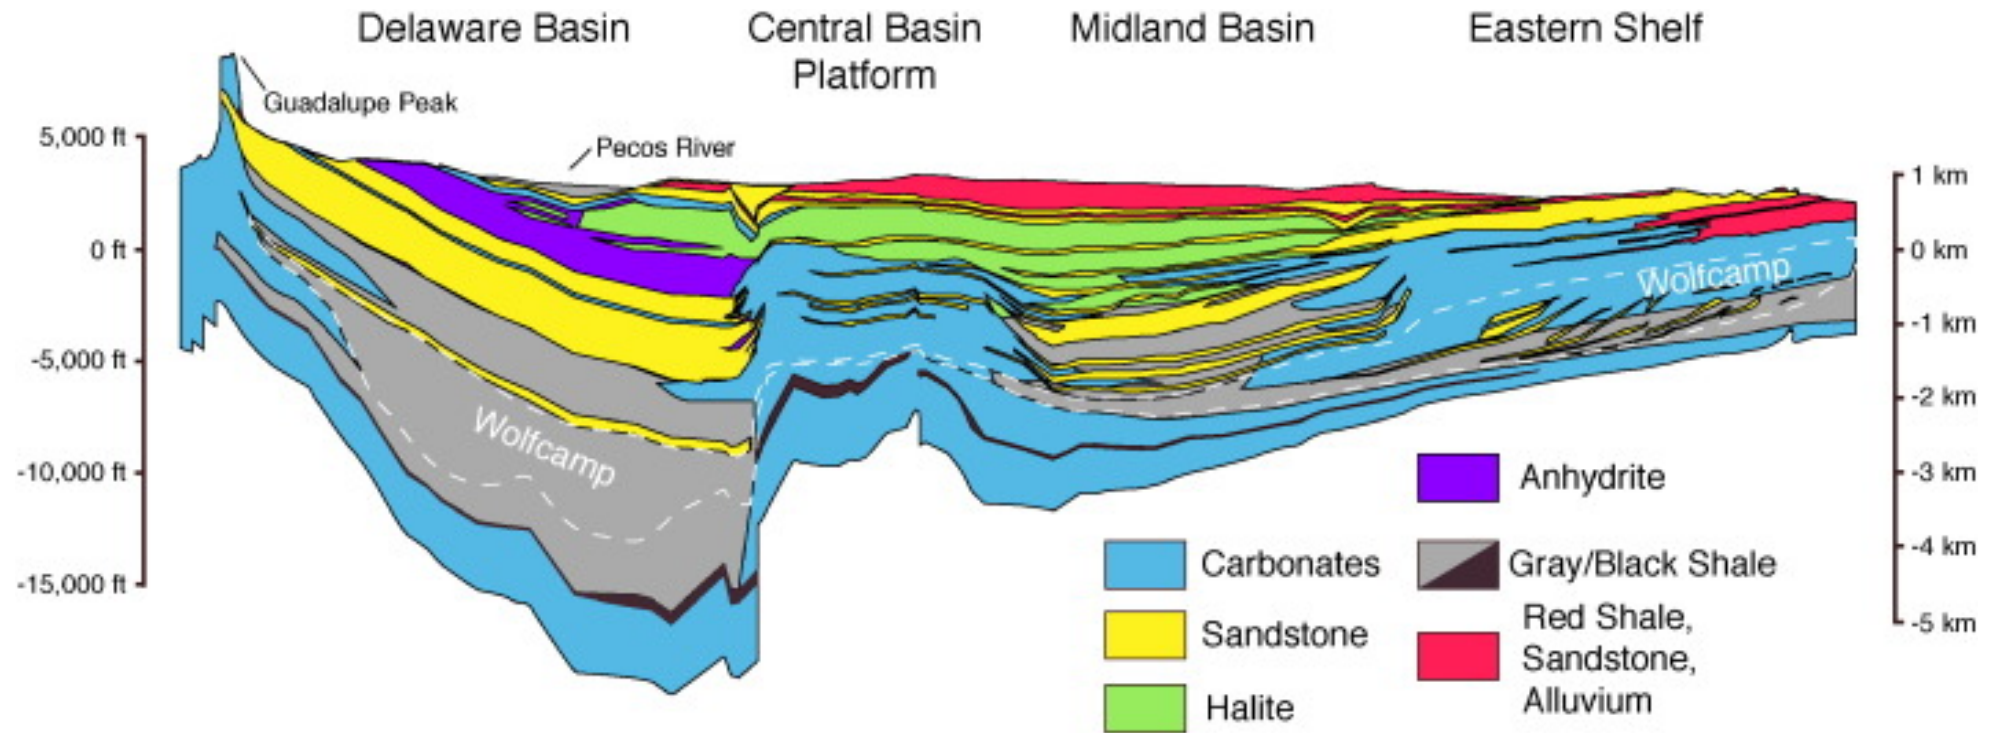 Delaware Basin
Central Basin
Platform
Midland Basin
Eastern Shelf
Guadalupe Peak
Pecos River
5,000 ft
0 ft
-5,000 ft
-10,000 ft
-15,000 ft
1 km
0 km
-1 km
-2 km
-3 km
-4 km
-5 km
Wolfcamp
Wolfcamp
Anhydrite
Carbonates
Gray/Black Shale
Sandstone
Red Shale,
Sandstone,
Alluvium
Halite